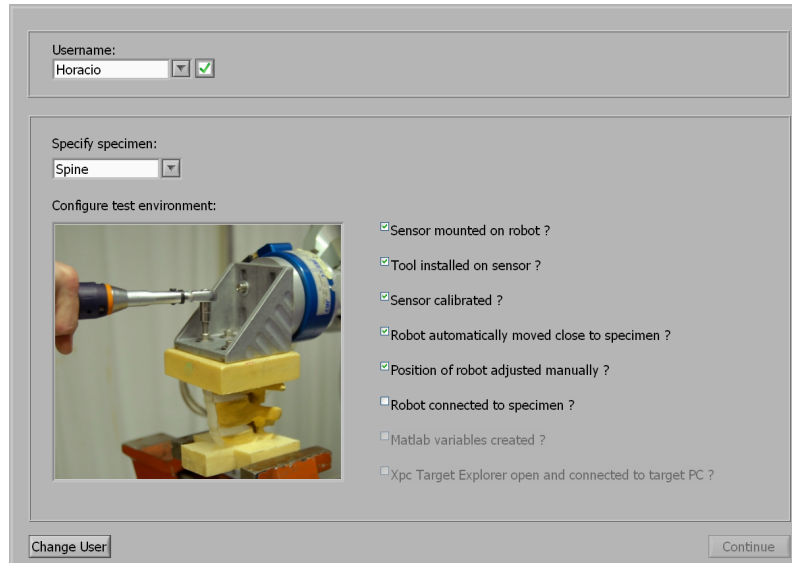 Username:
Horacio
Specify specimen:
Spine
Configure test environment:
Sensor mounted on robot ?
Tool installed on sensor ?
Sensor calibrated ?
Robot automatically moved close to specimen ?
Position of robot adjusted manually ?
Robot connected to specimen ?
Matlab variables created ?
Xpc Target Explorer open and connected to target PC ?
Change User
Continue